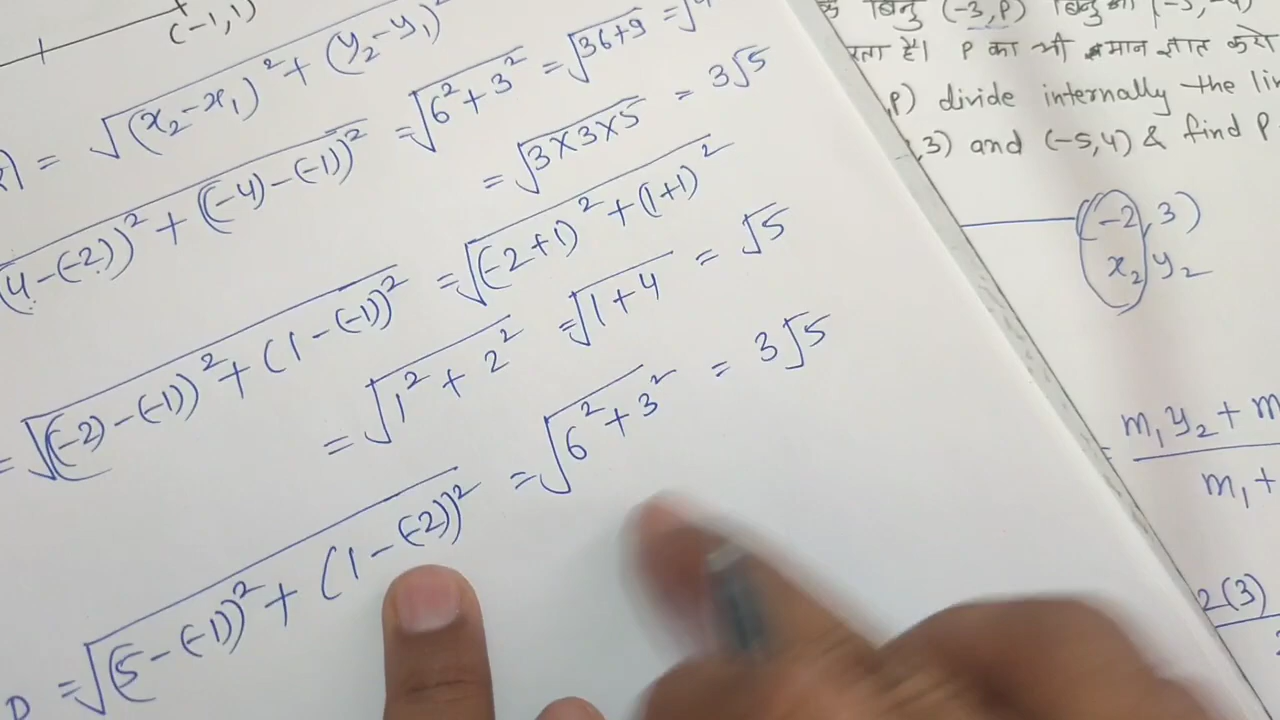 (-1,1)
= √(x₂-x₁)² + (y₂-y₁)²
(4-(-2))² + ((-4)-(-1))² = √6²+3² = √36+9 =
= √3×3×5 = 3√5
= √((-2)-(-1))² + (1-(-1))² = √(-2+1)² + (1+1)²
= √1²+2² = √1+4 = √5
D = √(5-(-1))² + (1-(-2))² = √6²+3² = 3√5
बिन्दु (-3,P) बिन्दुओं
है। P का भी मान ज्ञात करो
,P) divide internally the
,3) and (-5,4) & find P
(-2,3)
x₂ y₂
m₁y₂+m
m₁+
2(3)